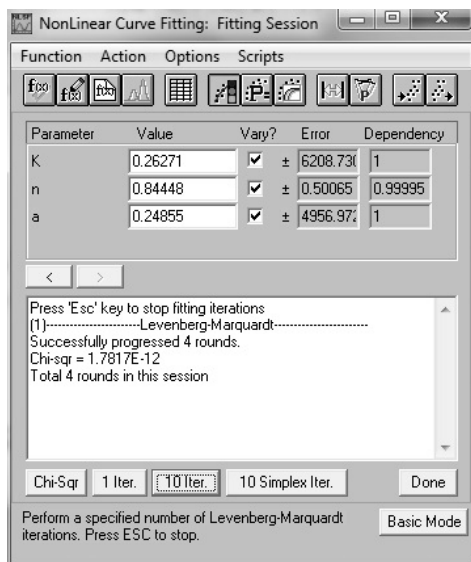 NonLinear Curve Fitting: Fitting Session
Function Action Options Scripts
Parameter Value Vary? Error Dependency
K 0.26271 ± 6208.730 1
n 0.84448 ± 0.50065 0.99995
a 0.24855 ± 4956.972 1
< >
Press 'Esc' key to stop fitting iterations
(1)-----------------------Levenberg-Marquardt-----------------------
Successfully progressed 4 rounds.
Chi-sqr = 1.7817E-12
Total 4 rounds in this session
Chi-Sqr 1 Iter. 10 Iter. 10 Simplex Iter. Done
Perform a specified number of Levenberg-Marquardt
iterations. Press ESC to stop.
Basic Mode